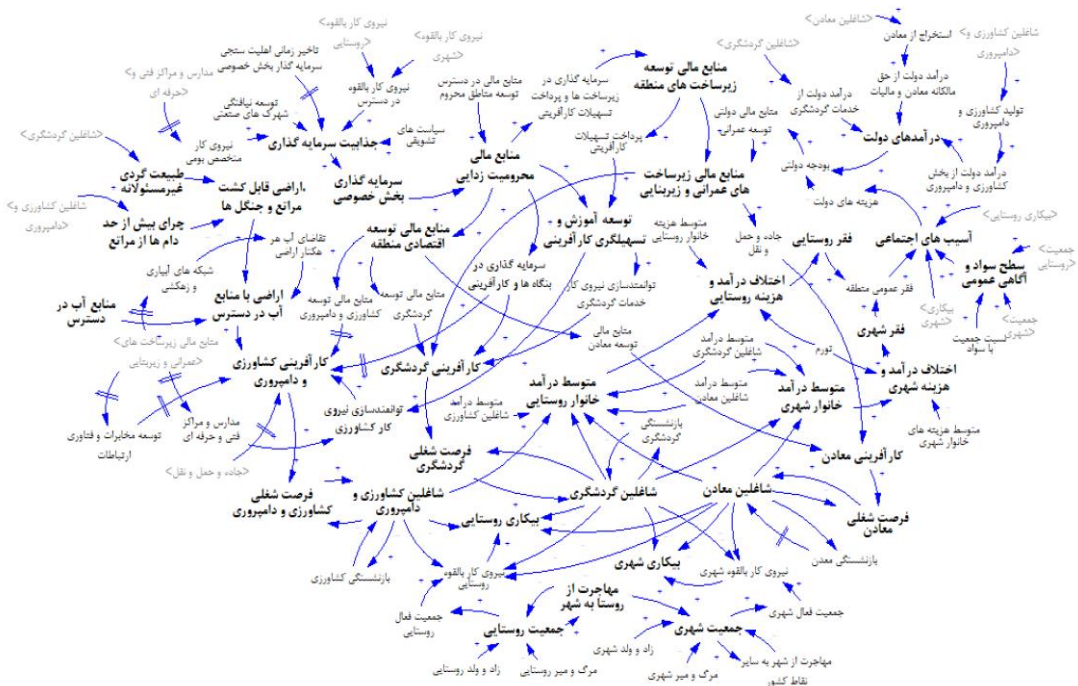 <شاغلین معادن>
استخراج از معادن
<شاغلین کشاورزی و
دامپروری>
درآمد دولت از حق
مالکانه معادن و مالیات
تولید کشاورزی و
دامپروری
درآمد دولت از
خدمات گردشگری
درآمدهای دولت
درآمد دولت از بخش
کشاورزی و دامپروری
بودجه دولتی
هزینه های دولت
<شاغلین گردشگری>
منابع مالی توسعه
زیرساخت های منطقه
منابع مالی دولتی
توسعه عمرانی
سرمایه گذاری در
زیرساخت ها و پرداخت
تسهیلات کارآفرینی
پرداخت تسهیلات
کارآفرینی
منابع مالی زیرساخت
های عمرانی و زیربنایی
منابع مالی در دسترس
توسعه مناطق محروم
منابع مالی
محرومیت زدایی
نیروی کار بالقوه
<روستایی>
<نیروی کار بالقوه
شهری>
تاخیر زمانی اهلیت سنجی
سرمایه گذار بخش خصوصی
نیروی کار بالقوه
در دسترس
<مدارس و مراکز فنی و
حرفه ای>
توسعه نیافتگی
شهرک های صنعتی
سیاست های
تشویقی
جذابیت سرمایه گذاری
نیروی کار
متخصص بومی
سرمایه گذاری
بخش خصوصی
<شاغلین گردشگری>
طبیعت گردی
غیرمسئولانه
اراضی قابل کشت،
مراتع و جنگل ها
<شاغلین کشاورزی و
دامپروری>
چرای بیش از حد
دام ها از مراتع
تقاضای آب هر
هکتار اراضی
شبکه های آبیاری
و زهکشی
منابع آب در
دسترس
اراضی با منابع
آب در دسترس
<منابع مالی زیرساخت های
عمرانی و زیربنایی>
منابع مالی توسعه
اقتصادی منطقه
منابع مالی توسعه
کشاورزی و دامپروری
منابع مالی توسعه
گردشگری
سرمایه گذاری در
بنگاه ها و کارآفرینی
توسعه آموزش و
تسهیلگری کارآفرینی
توانمندسازی نیروی کار
خدمات گردشگری
متوسط هزینه
خانوار روستایی
جاده و حمل
و نقل
فقر روستایی
آسیب های اجتماعی
<بیکاری روستایی>
سطح سواد و
آگاهی عمومی
<جمعیت
روستایی>
<جمعیت
شهری>
نسبت جمعیت
با سواد
<بیکاری
شهری>
فقر عمومی منطقه
فقر شهری
اختلاف درآمد و
هزینه روستایی
تورم
اختلاف درآمد و
هزینه شهری
متوسط هزینه های
خانوار شهری
منابع مالی
توسعه معادن
متوسط درآمد
شاغلین گردشگری
متوسط درآمد
شاغلین معادن
متوسط درآمد
خانوار روستایی
متوسط درآمد
خانوار شهری
کارآفرینی گردشگری
کارآفرینی کشاورزی
و دامپروری
توانمندسازی نیروی
کار کشاورزی
متوسط درآمد
شاغلین کشاورزی
توسعه مخابرات و فناوری
ارتباطات
مدارس و مراکز
فنی و حرفه ای
<جاده و حمل و نقل>
بازنشستگی
گردشگری
کارآفرینی معادن
فرصت شغلی
گردشگری
فرصت شغلی
کشاورزی و دامپروری
شاغلین کشاورزی و
دامپروری
شاغلین گردشگری
شاغلین معادن
فرصت شغلی
معادن
بیکاری روستایی
بیکاری شهری
بازنشستگی معدن
بازنشستگی کشاورزی
نیروی کار بالقوه
روستایی
نیروی کار بالقوه شهری
مهاجرت از
روستا به شهر
جمعیت فعال
روستایی
جمعیت فعال شهری
جمعیت روستایی
جمعیت شهری
زاد و ولد روستایی
مرگ و میر روستایی
زاد و ولد شهری
مرگ و میر شهری
مهاجرت از شهر به سایر
نقاط کشور